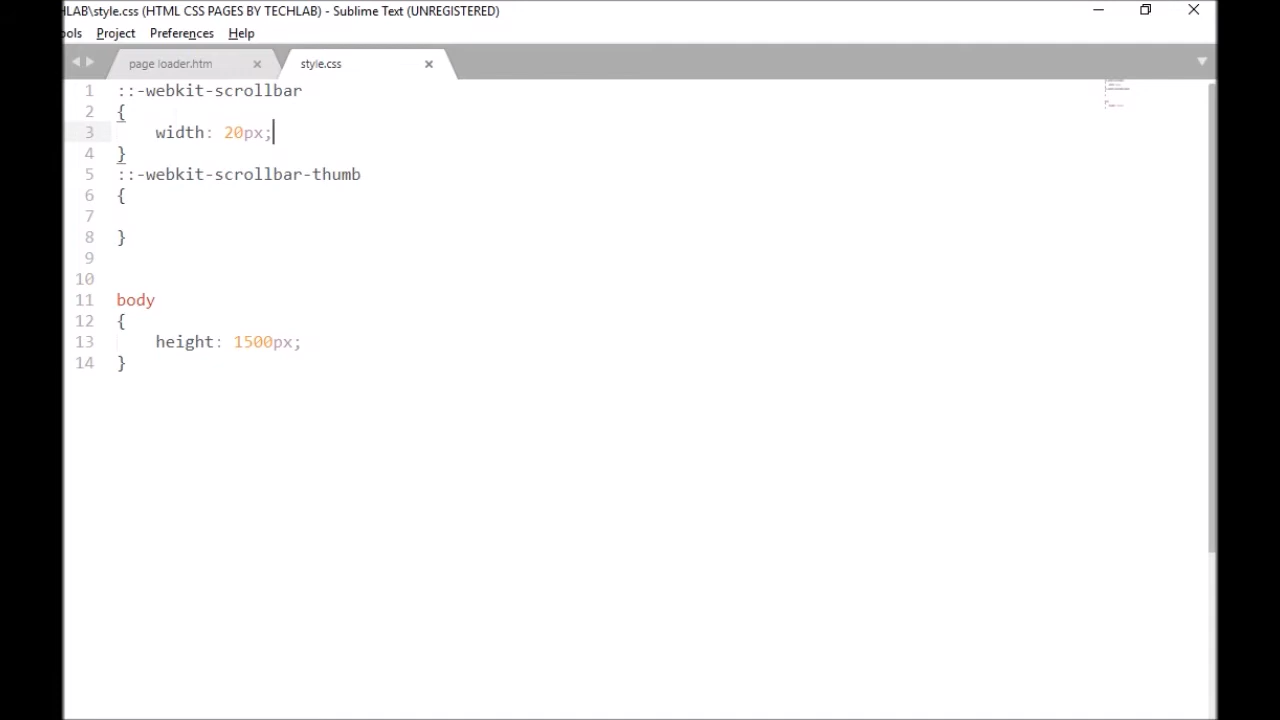 HLAB\style.css (HTML CSS PAGES BY TECHLAB) - Sublime Text (UNREGISTERED)
ools Project Preferences Help
page loader.htm style.css
1 ::-webkit-scrollbar
2 {
3 width: 20px;
4 }
5 ::-webkit-scrollbar-thumb
6 {
7
8 }
9
10
11 body
12 {
13 height: 1500px;
14 }